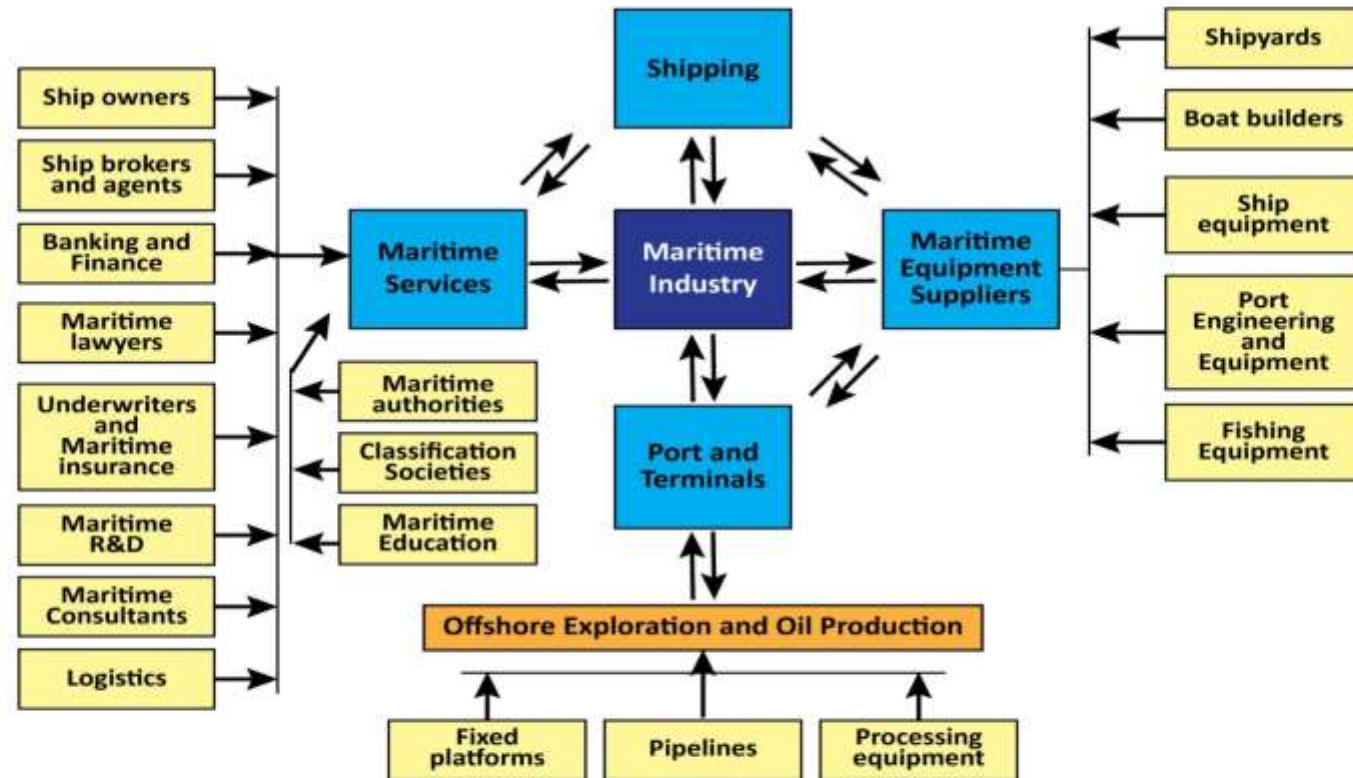 Shipping
Maritime
Services
Maritime
Industry
Maritime
Equipment
Suppliers
Port and
Terminals
Offshore Exploration and Oil Production
Ship owners
Ship brokers
and agents
Banking and
Finance
Maritime
lawyers
Underwriters
and
Maritime
insurance
Maritime
R&D
Maritime
Consultants
Logistics
Maritime
authorities
Classification
Societies
Maritime
Education
Shipyards
Boat builders
Ship
equipment
Port
Engineering
and
Equipment
Fishing
Equipment
Fixed
platforms
Pipelines
Processing
equipment